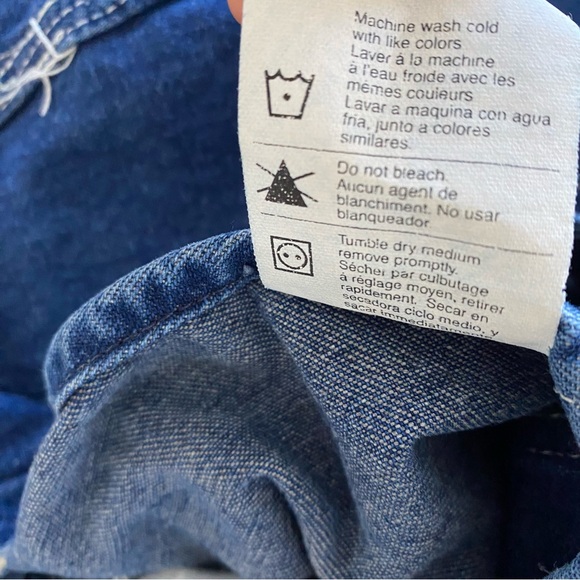 Machine wash cold
with like colors
Laver à la machine
à l'eau froide avec les
mêmes couleurs
Lavar a maquina con agua
fria, junto a colores
similares.
Do not bleach.
Aucun agent de
blanchiment. No usar
blanqueador
Tumble dry medium
remove promptly.
Sécher par culbutage
à réglage moyen, retirer
rapidement. Secar en
secadora ciclo medio, y
sacar immediatament